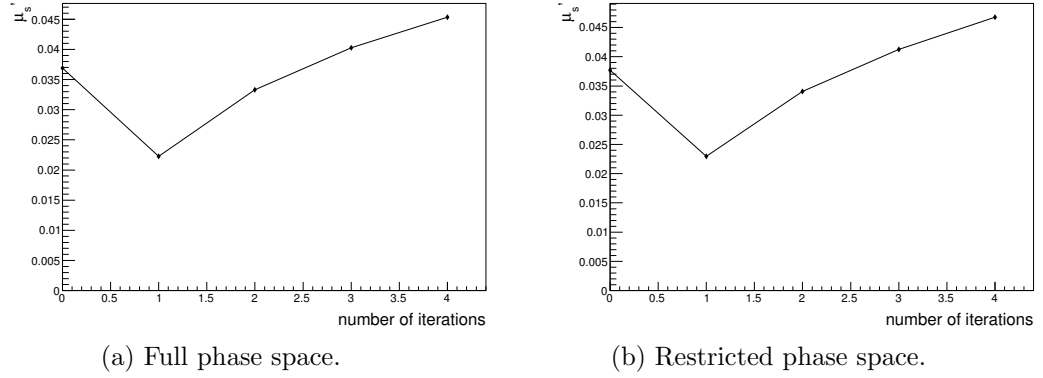 μs'
0.045
0.04
0.035
0.03
0.025
0.02
0.015
0.01
0.005
0
0 0.5 1 1.5 2 2.5 3 3.5 4
number of iterations
(a) Full phase space.
μs'
0.045
0.04
0.035
0.03
0.025
0.02
0.015
0.01
0.005
0
0 0.5 1 1.5 2 2.5 3 3.5 4
number of iterations
(b) Restricted phase space.